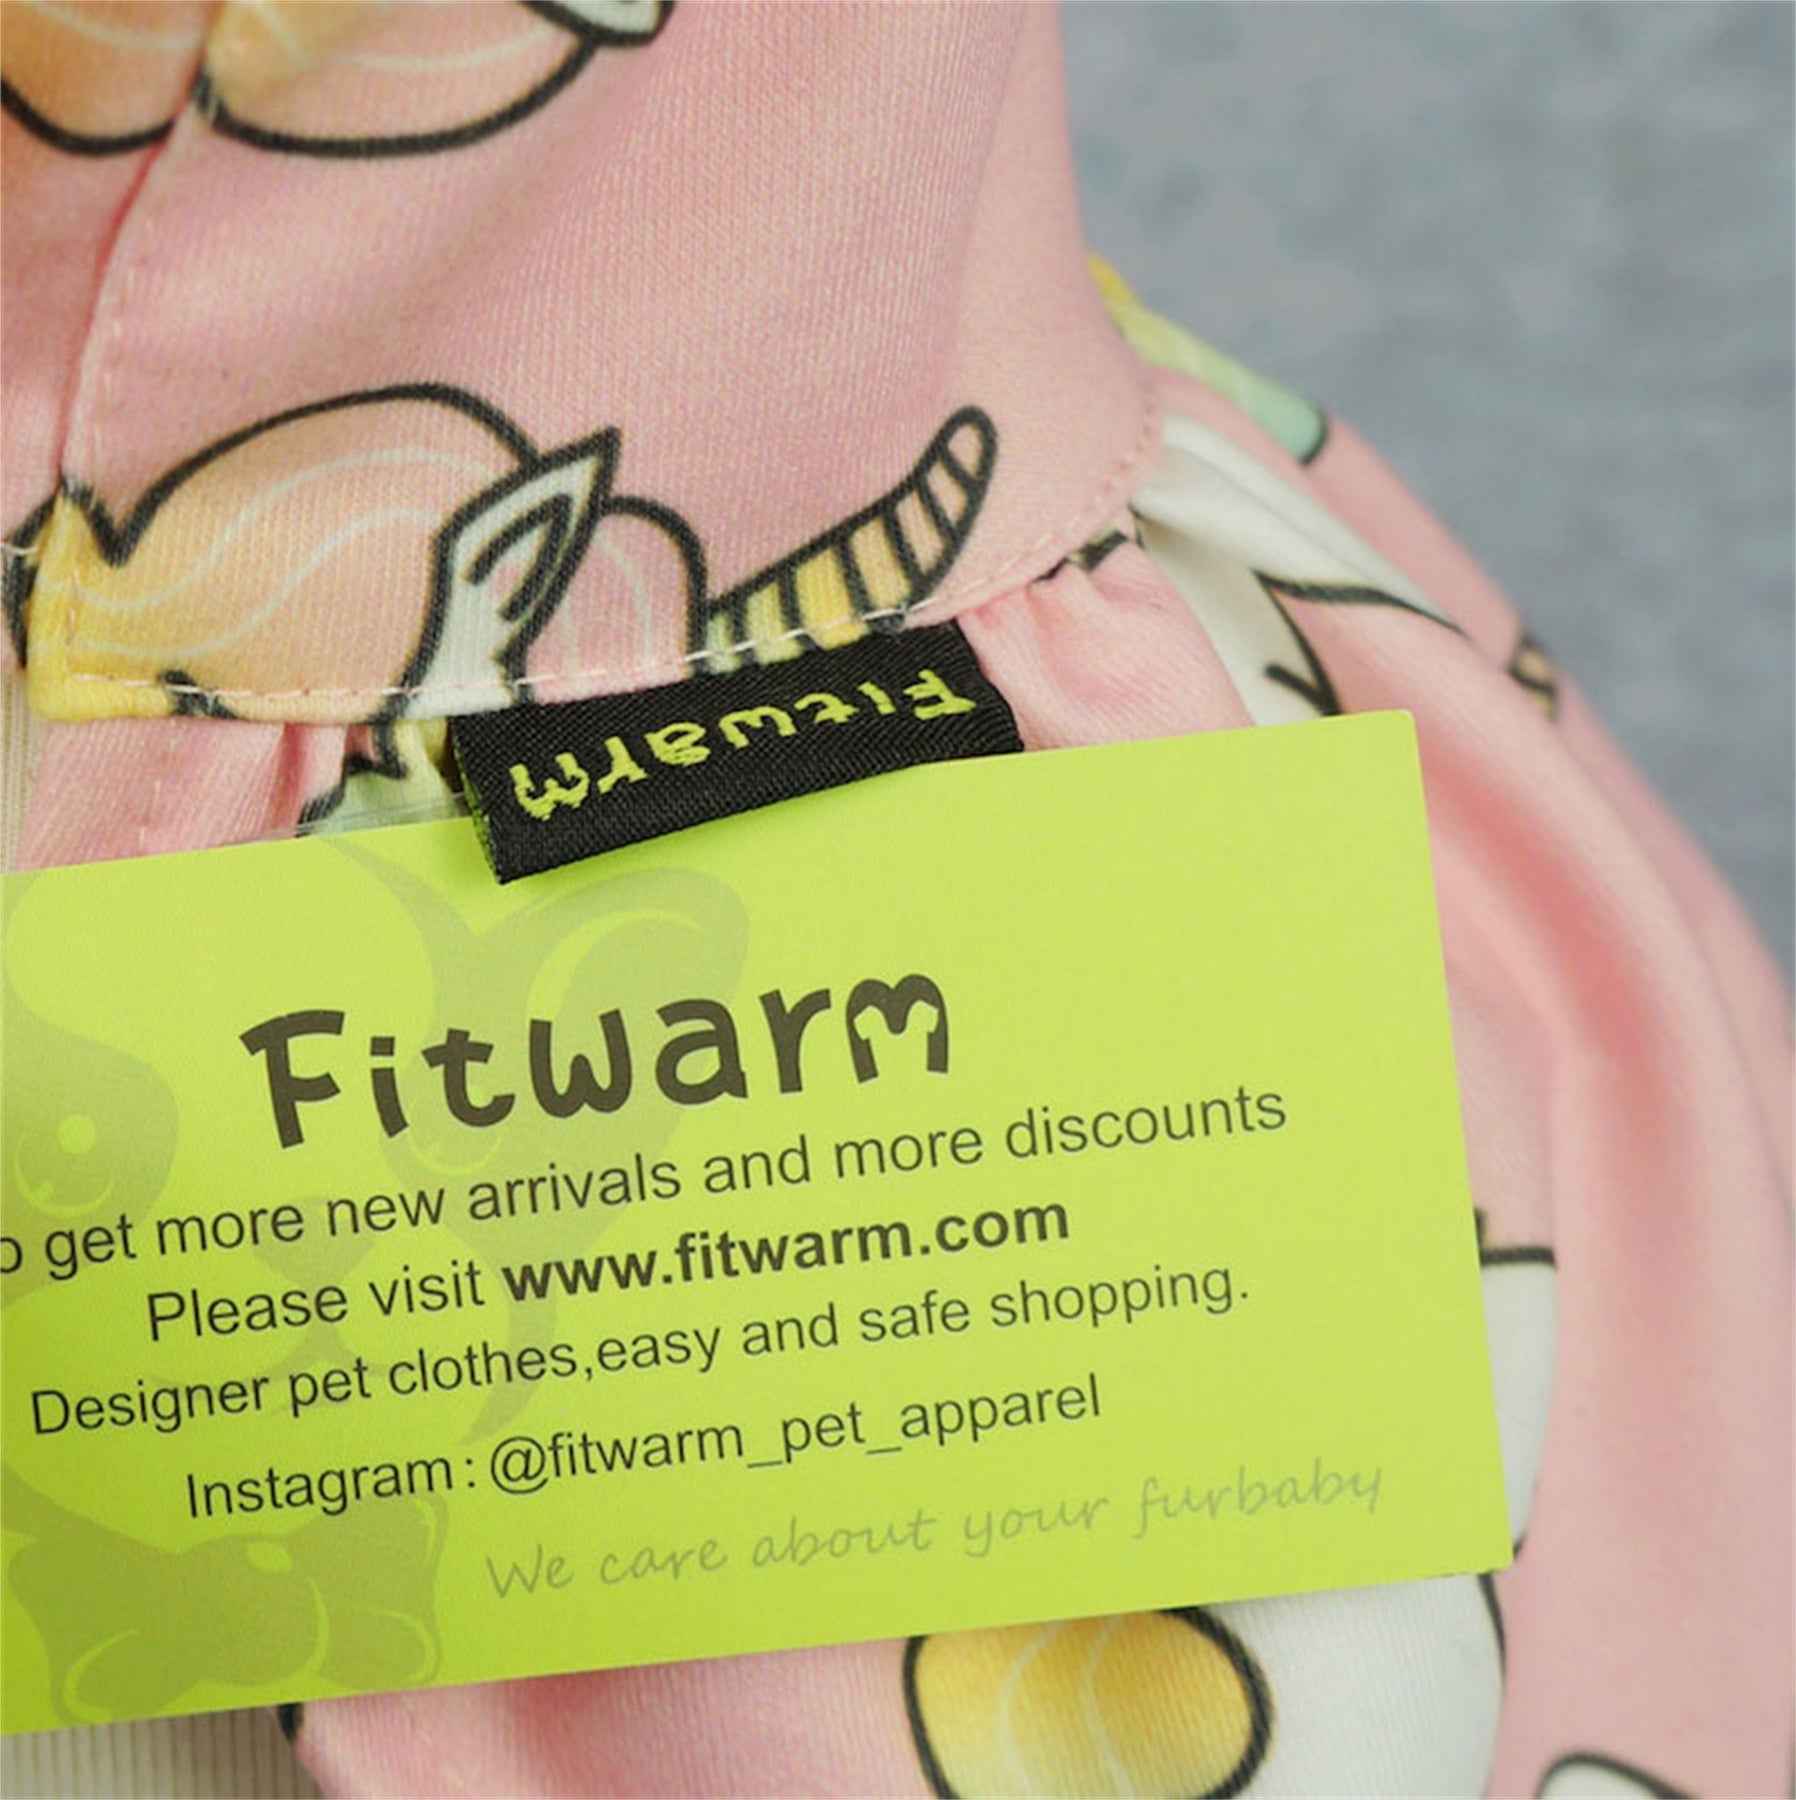 Fitwarm
Fitwarm
get more new arrivals and more discounts
Please visit www.fitwarm.com
Designer pet clothes,easy and safe shopping.
Instagram: @fitwarm_pet_apparel
We care about your furbaby